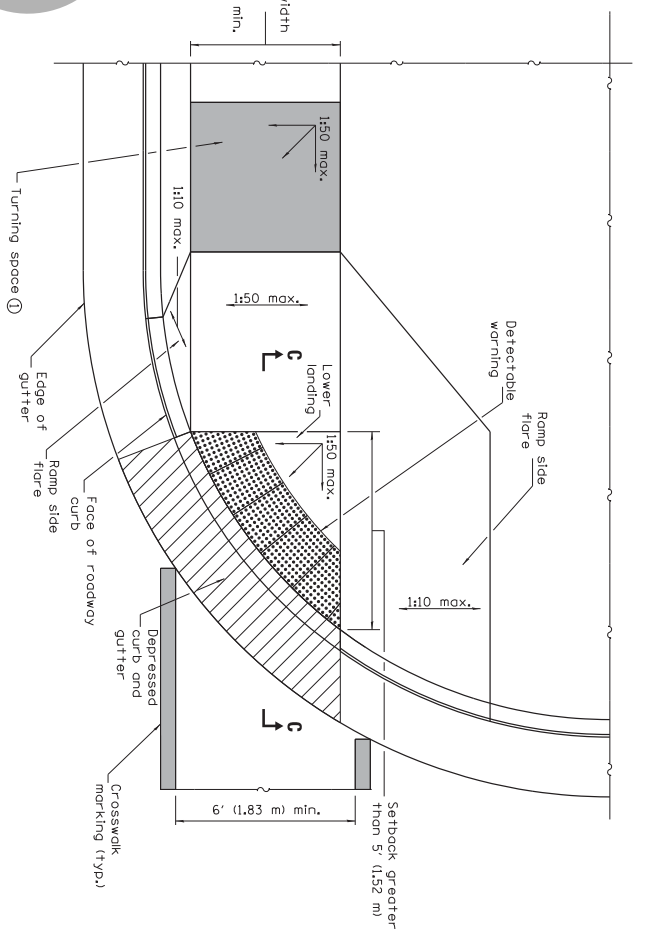 width
min.
1:50 max.
1:10 max.
Turning space ①
1:50 max.
C
Lower
landing
1:50 max.
Detectable
warning
Ramp side
flare
1:10 max.
Edge of
gutter
Ramp side
flare
Face of roadway
curb
Depressed
curb and
gutter
C
Crosswalk
marking (typ.)
6' (1.83 m) min.
Setback greater
than 5' (1.52 m)